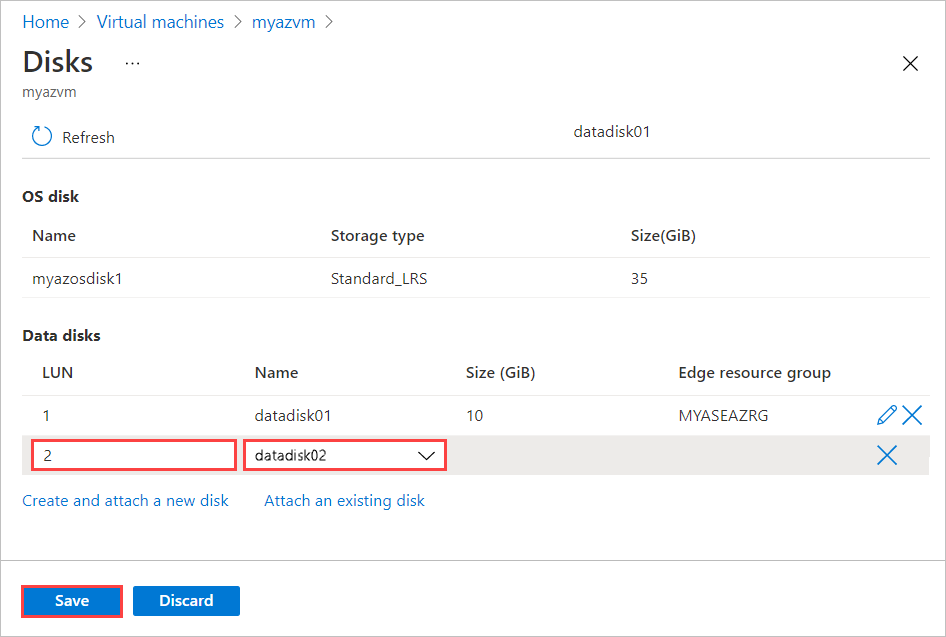 Home > Virtual machines > myazvm >
Disks ...
myazvm
Refresh
datadisk01
OS disk
Name Storage type Size(GiB)
myazosdisk1 Standard_LRS 35
Data disks
LUN Name Size (GiB) Edge resource group
1 datadisk01 10 MYASEAZRG
2 datadisk02
Create and attach a new disk Attach an existing disk
Save Discard